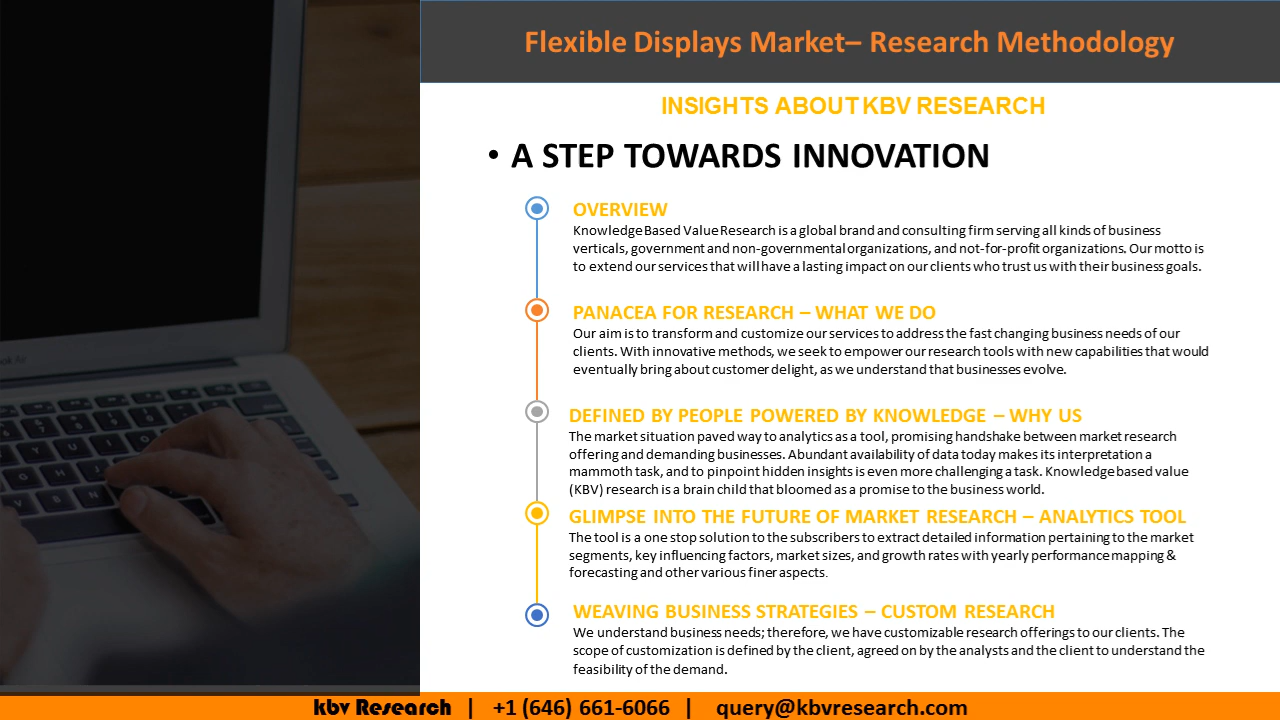 Flexible Displays Market– Research Methodology
INSIGHTS ABOUT KBV RESEARCH
• A STEP TOWARDS INNOVATION
OVERVIEW
Knowledge Based Value Research is a global brand and consulting firm serving all kinds of business
verticals, government and non-governmental organizations, and not-for-profit organizations. Our motto is
to extend our services that will have a lasting impact on our clients who trust us with their business goals.
PANACEA FOR RESEARCH – WHAT WE DO
Our aim is to transform and customize our services to address the fast changing business needs of our
clients. With innovative methods, we seek to empower our research tools with new capabilities that would
eventually bring about customer delight, as we understand that businesses evolve.
DEFINED BY PEOPLE POWERED BY KNOWLEDGE – WHY US
The market situation paved way to analytics as a tool, promising handshake between market research
offering and demanding businesses. Abundant availability of data today makes its interpretation a
mammoth task, and to pinpoint hidden insights is even more challenging a task. Knowledge based value
(KBV) research is a brain child that bloomed as a promise to the business world.
GLIMPSE INTO THE FUTURE OF MARKET RESEARCH – ANALYTICS TOOL
The tool is a one stop solution to the subscribers to extract detailed information pertaining to the market
segments, key influencing factors, market sizes, and growth rates with yearly performance mapping &
forecasting and other various finer aspects.
WEAVING BUSINESS STRATEGIES – CUSTOM RESEARCH
We understand business needs; therefore, we have customizable research offerings to our clients. The
scope of customization is defined by the client, agreed on by the analysts and the client to understand the
feasibility of the demand.
kbv Research | +1 (646) 661-6066 | query@kbvresearch.com